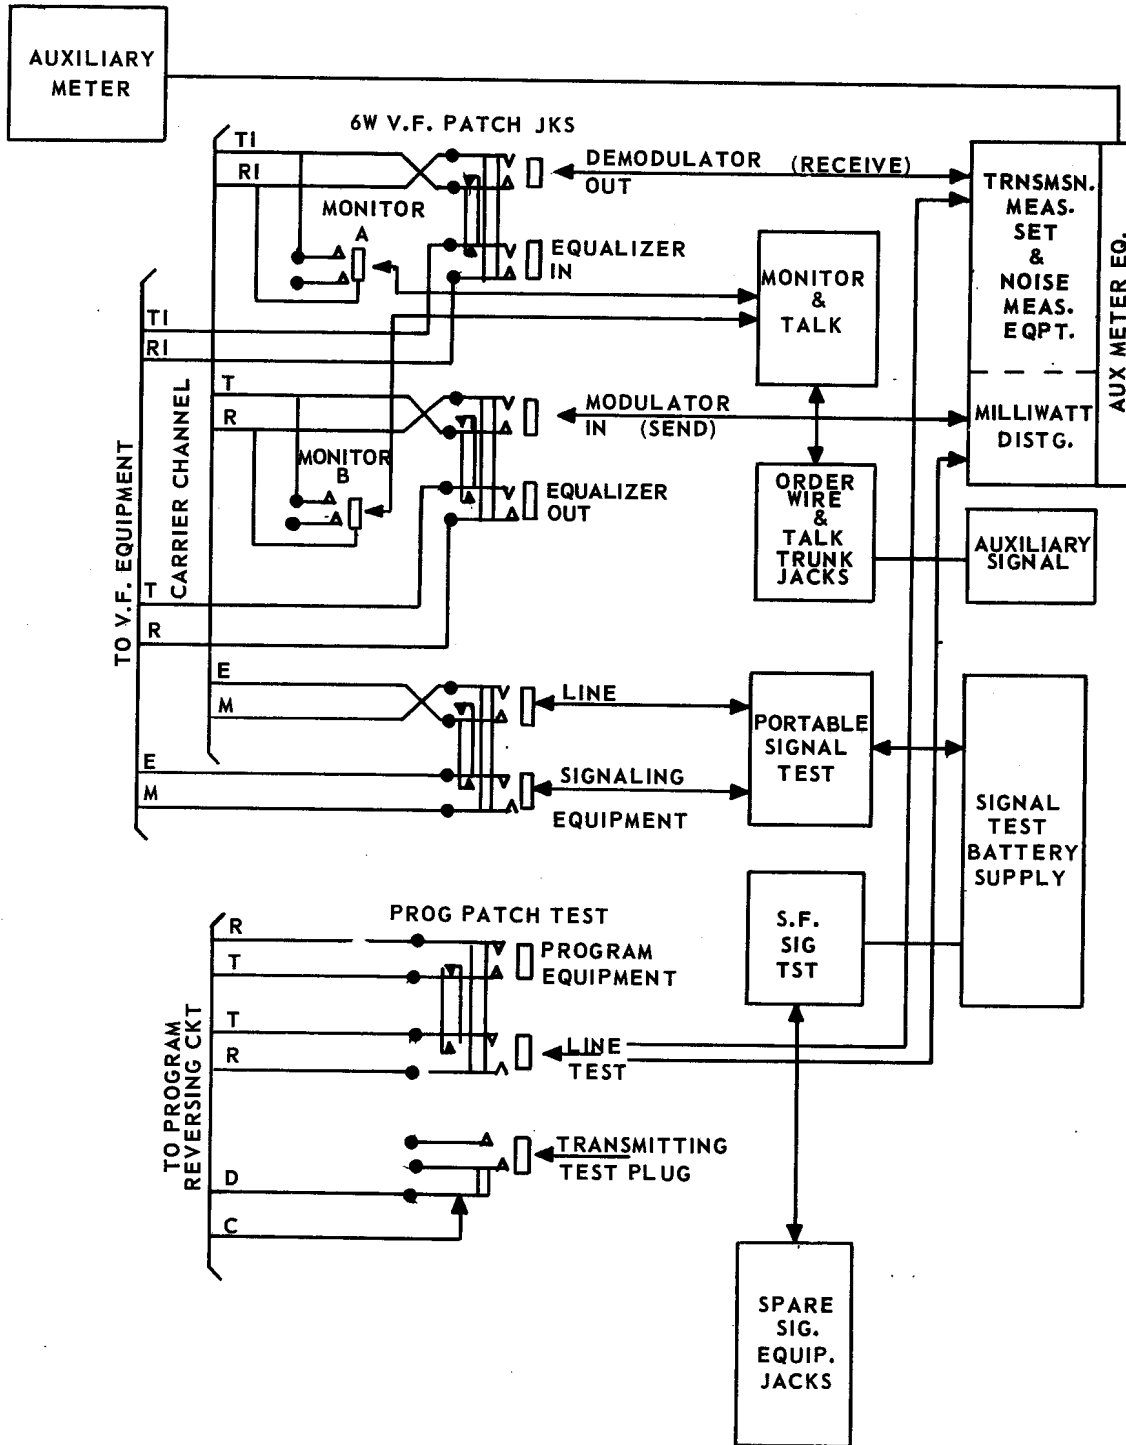 AUXILIARY
METER
6W V.F. PATCH JKS
TI
RI
MONITOR
A
DEMODULATOR (RECEIVE)
OUT
EQUALIZER
IN
TRNSMSN.
MEAS.
SET
&
NOISE
MEAS.
EQPT.
MILLIWATT
DISTG.
AUX METER EQ.
MONITOR
&
TALK
TI
RI
T
R
MONITOR
B
MODULATOR
IN (SEND)
EQUALIZER
OUT
ORDER
WIRE
&
TALK
TRUNK
JACKS
AUXILIARY
SIGNAL
TO V.F. EQUIPMENT
CARRIER CHANNEL
T
R
E
M
LINE
E
M
SIGNALING
EQUIPMENT
PORTABLE
SIGNAL
TEST
SIGNAL
TEST
BATTERY
SUPPLY
S.F.
SIG
TST
PROG PATCH TEST
R
T
PROGRAM
EQUIPMENT
T
R
LINE
TEST
TO PROGRAM
REVERSING CKT
TRANSMITTING
TEST PLUG
D
C
SPARE
SIG.
EQUIP.
JACKS